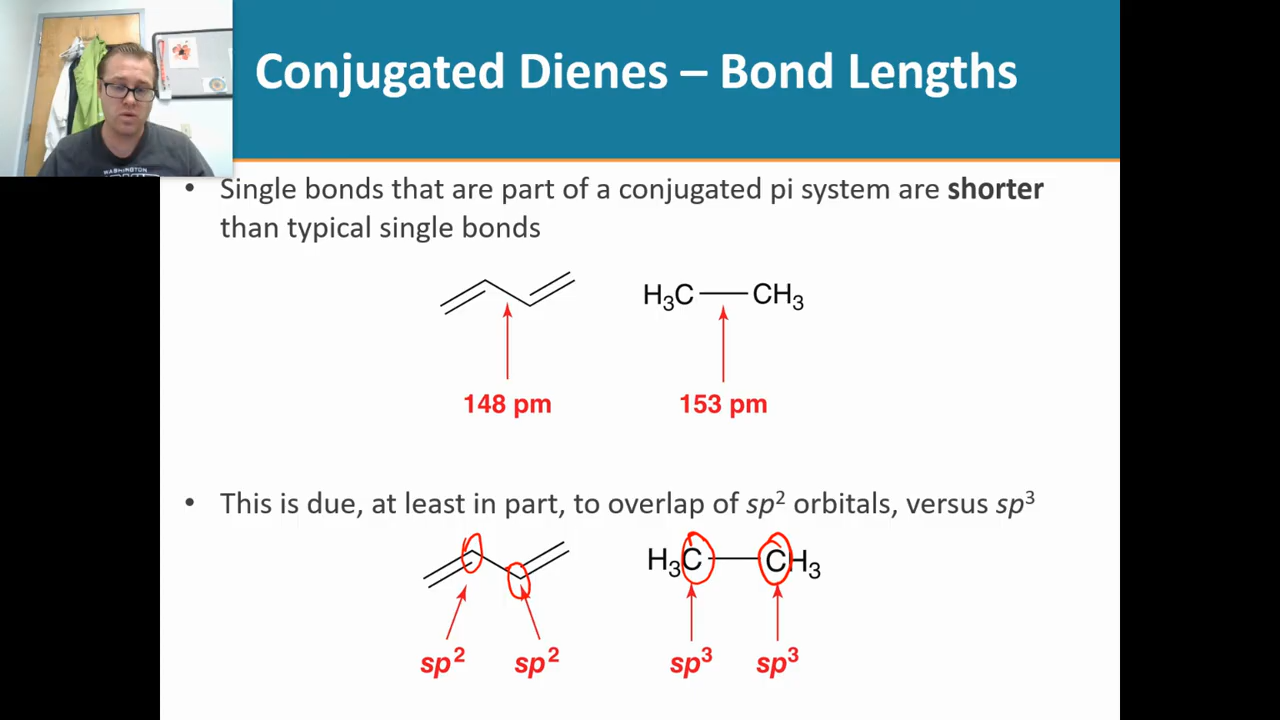 Conjugated Dienes – Bond Lengths
WASHINGTON
• Single bonds that are part of a conjugated pi system are shorter
than typical single bonds
H₃C—CH₃
148 pm 153 pm
• This is due, at least in part, to overlap of sp² orbitals, versus sp³
H₃C—CH₃
sp² sp² sp³ sp³